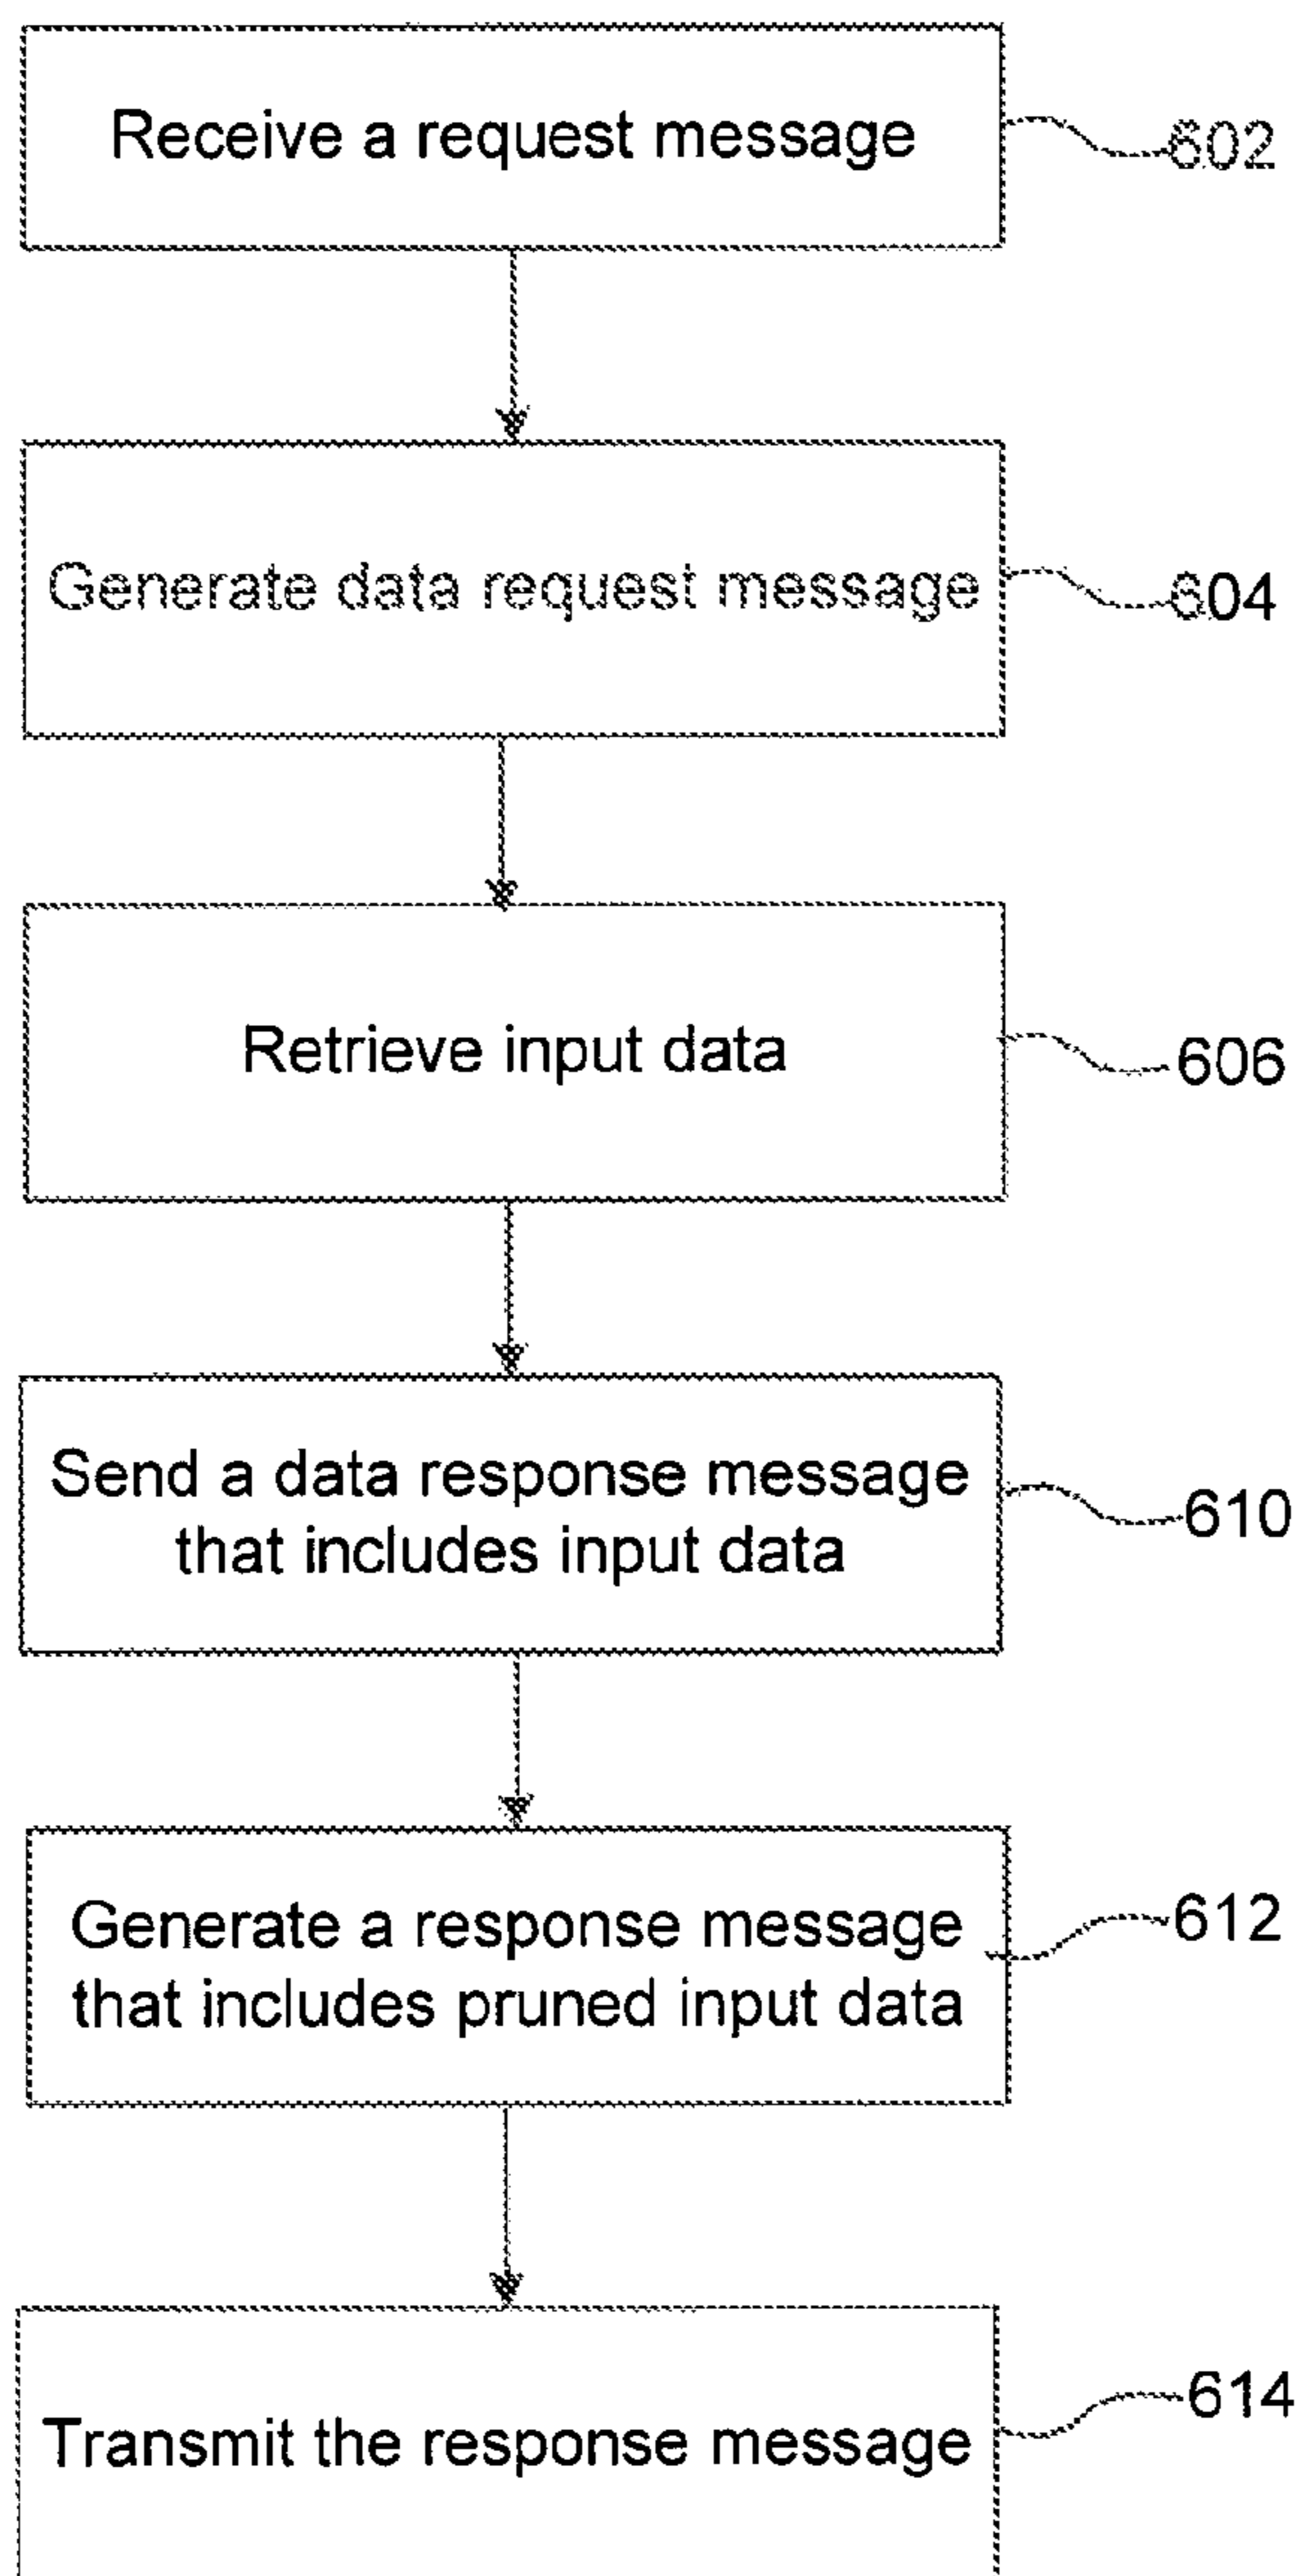 Receive a request message
602
Generate data request message
604
Retrieve input data
606
Send a data response message
that includes input data
610
Generate a response message
that includes pruned input data
612
Transmit the response message
614